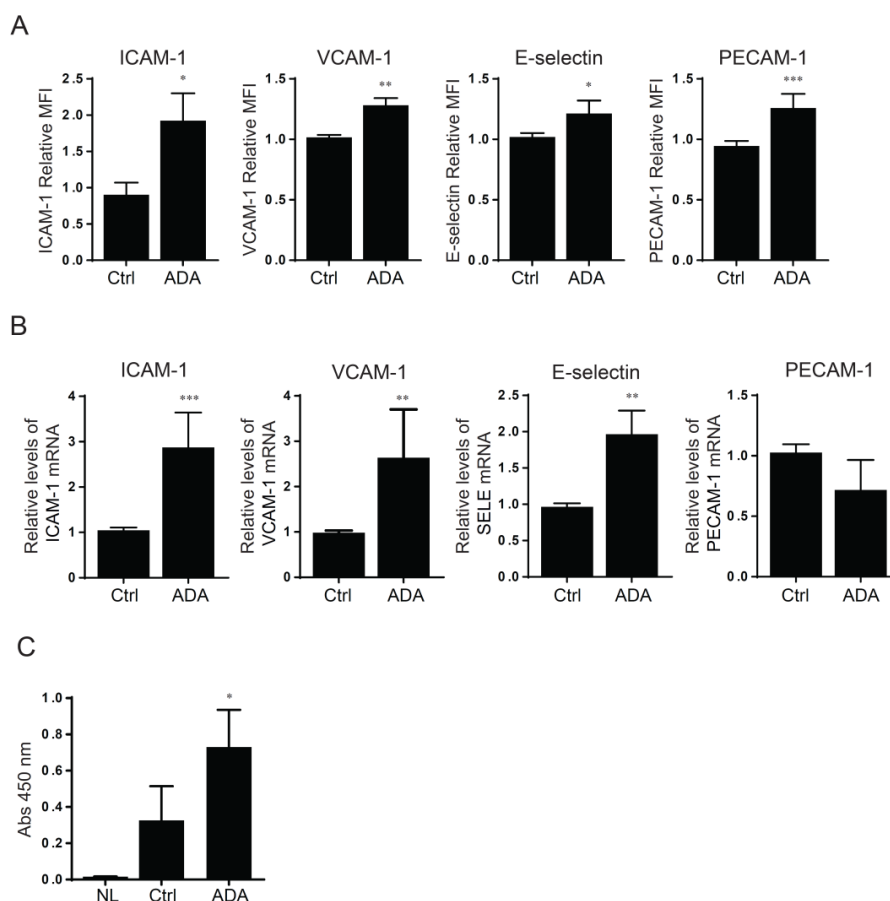 A
ICAM-1
ICAM-1 Relative MFI
2.5
2.0
1.5
1.0
0.5
0.0
*
Ctrl ADA
VCAM-1
VCAM-1 Relative MFI
1.5
1.0
0.5
0.0
**
Ctrl ADA
E-selectin
E-selectin Relative MFI
1.5
1.0
0.5
0.0
*
Ctrl ADA
PECAM-1
PECAM-1 Relative MFI
1.5
1.0
0.5
0.0
***
Ctrl ADA
B
ICAM-1
Relative levels of
ICAM-1 mRNA
4
3
2
1
0
***
Ctrl ADA
VCAM-1
Relative levels of
VCAM-1 mRNA
4
3
2
1
0
**
Ctrl ADA
E-selectin
Relative levels of
SELE mRNA
2.5
2.0
1.5
1.0
0.5
0.0
**
Ctrl ADA
PECAM-1
Relative levels of
PECAM-1 mRNA
1.5
1.0
0.5
0.0
Ctrl ADA
C
Abs 450 nm
1.0
0.8
0.6
0.4
0.2
0.0
*
NL Ctrl ADA